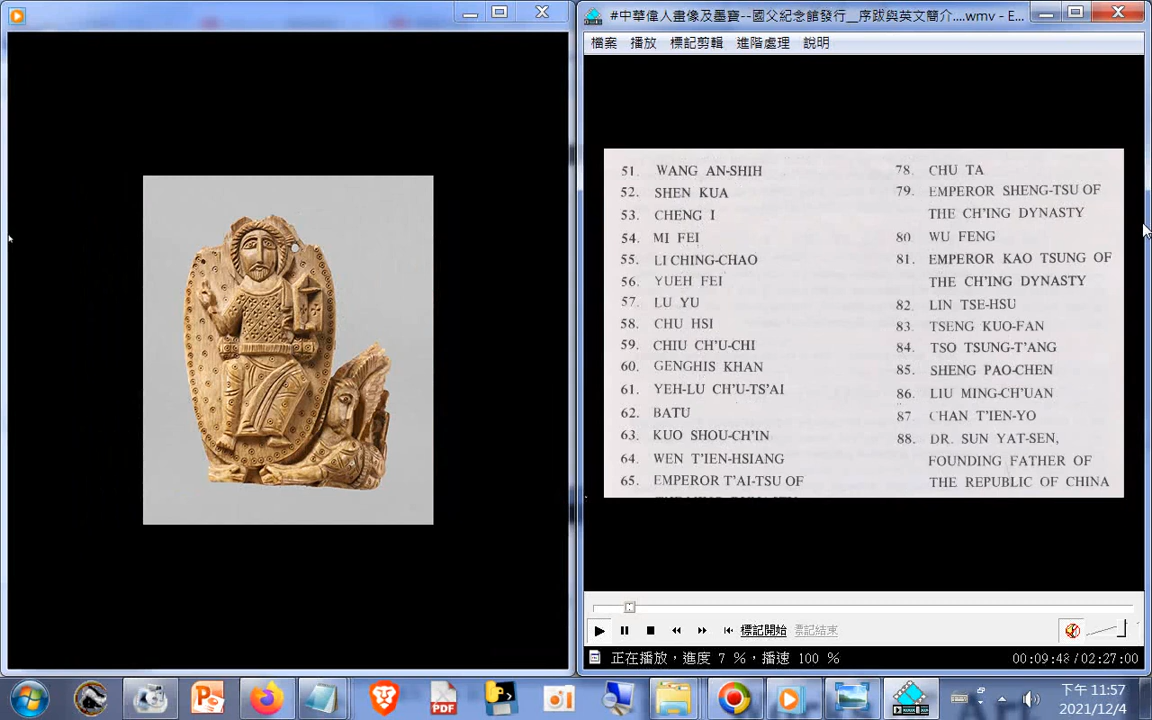 #中華偉人畫像及墨寶--國父紀念館發行__序跋與英文簡介....wmv - E...
檔案 播放 標記剪輯 進階處理 說明
51. WANG AN-SHIH
52. SHEN KUA
53. CHENG I
54. MI FEI
55. LI CHING-CHAO
56. YUEH FEI
57. LU YU
58. CHU HSI
59. CHIU CH'U-CHI
60. GENGHIS KHAN
61. YEH-LU CH'U-TS'AI
62. BATU
63. KUO SHOU-CH'IN
64. WEN T'IEN-HSIANG
65. EMPEROR T'AI-TSU OF
78. CHU TA
79. EMPEROR SHENG-TSU OF
THE CH'ING DYNASTY
80. WU FENG
81. EMPEROR KAO TSUNG OF
THE CH'ING DYNASTY
82. LIN TSE-HSU
83. TSENG KUO-FAN
84. TSO TSUNG-T'ANG
85. SHENG PAO-CHEN
86. LIU MING-CH'UAN
87. CHAN T'IEN-YO
88. DR. SUN YAT-SEN,
FOUNDING FATHER OF
THE REPUBLIC OF CHINA
標記開始 標記結束
正在播放，進度 7 %，播速 100 %
00:09:48 / 02:27:00
PDF
下午 11:57
2021/12/4